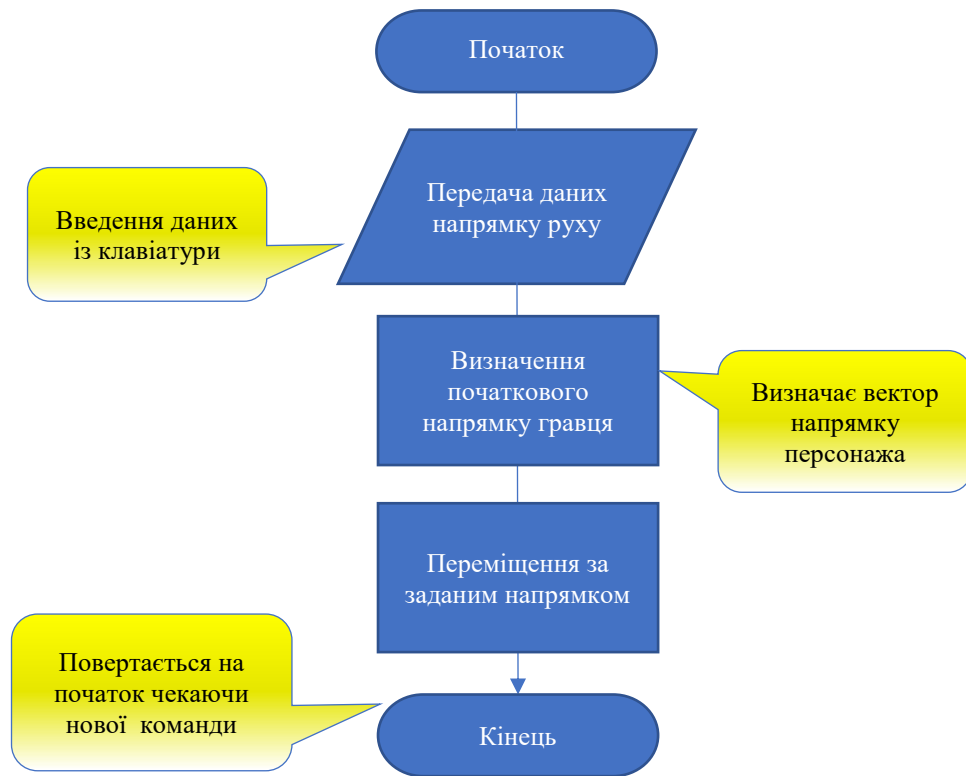 Початок
Передача даних
напрямку руху
Введення даних
із клавіатури
Визначення
початкового
напрямку гравця
Визначає вектор
напрямку
персонажа
Переміщення за
заданим напрямком
Повертається на
початок чекаючи
нової  команди
Кінець